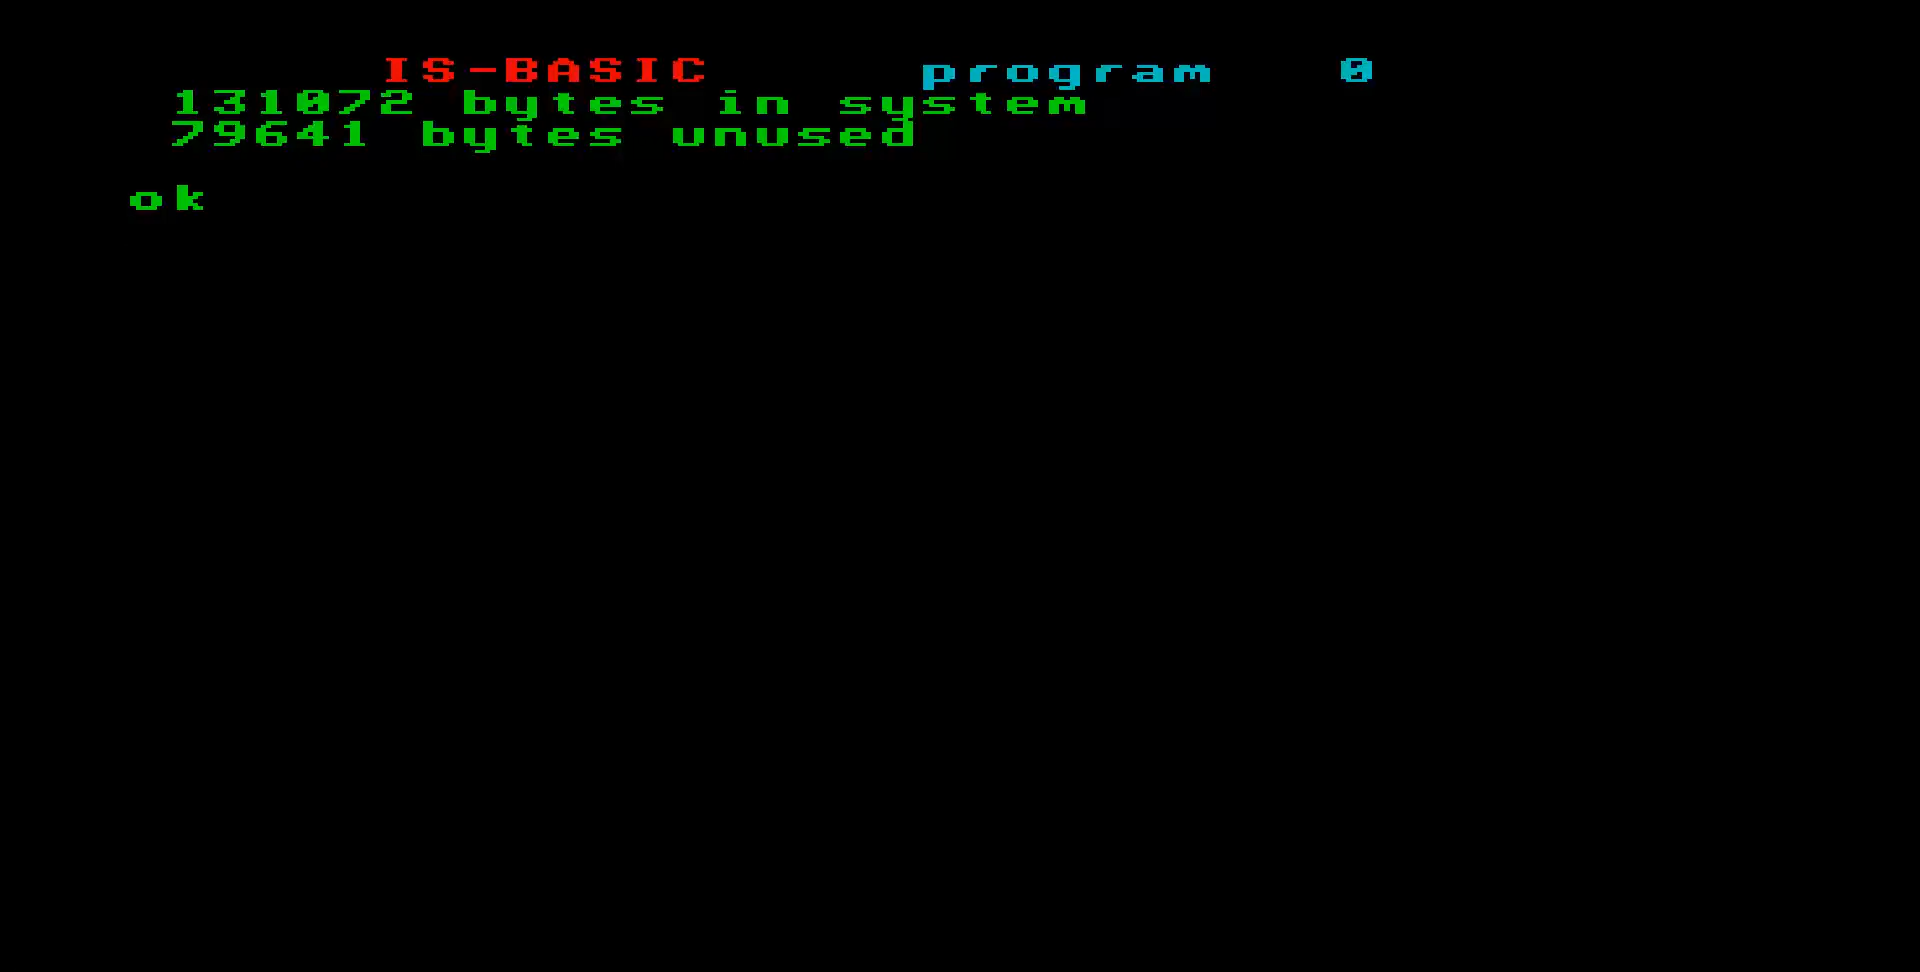 IS-BASIC program 0
131072 bytes in system
79641 bytes unused
ok